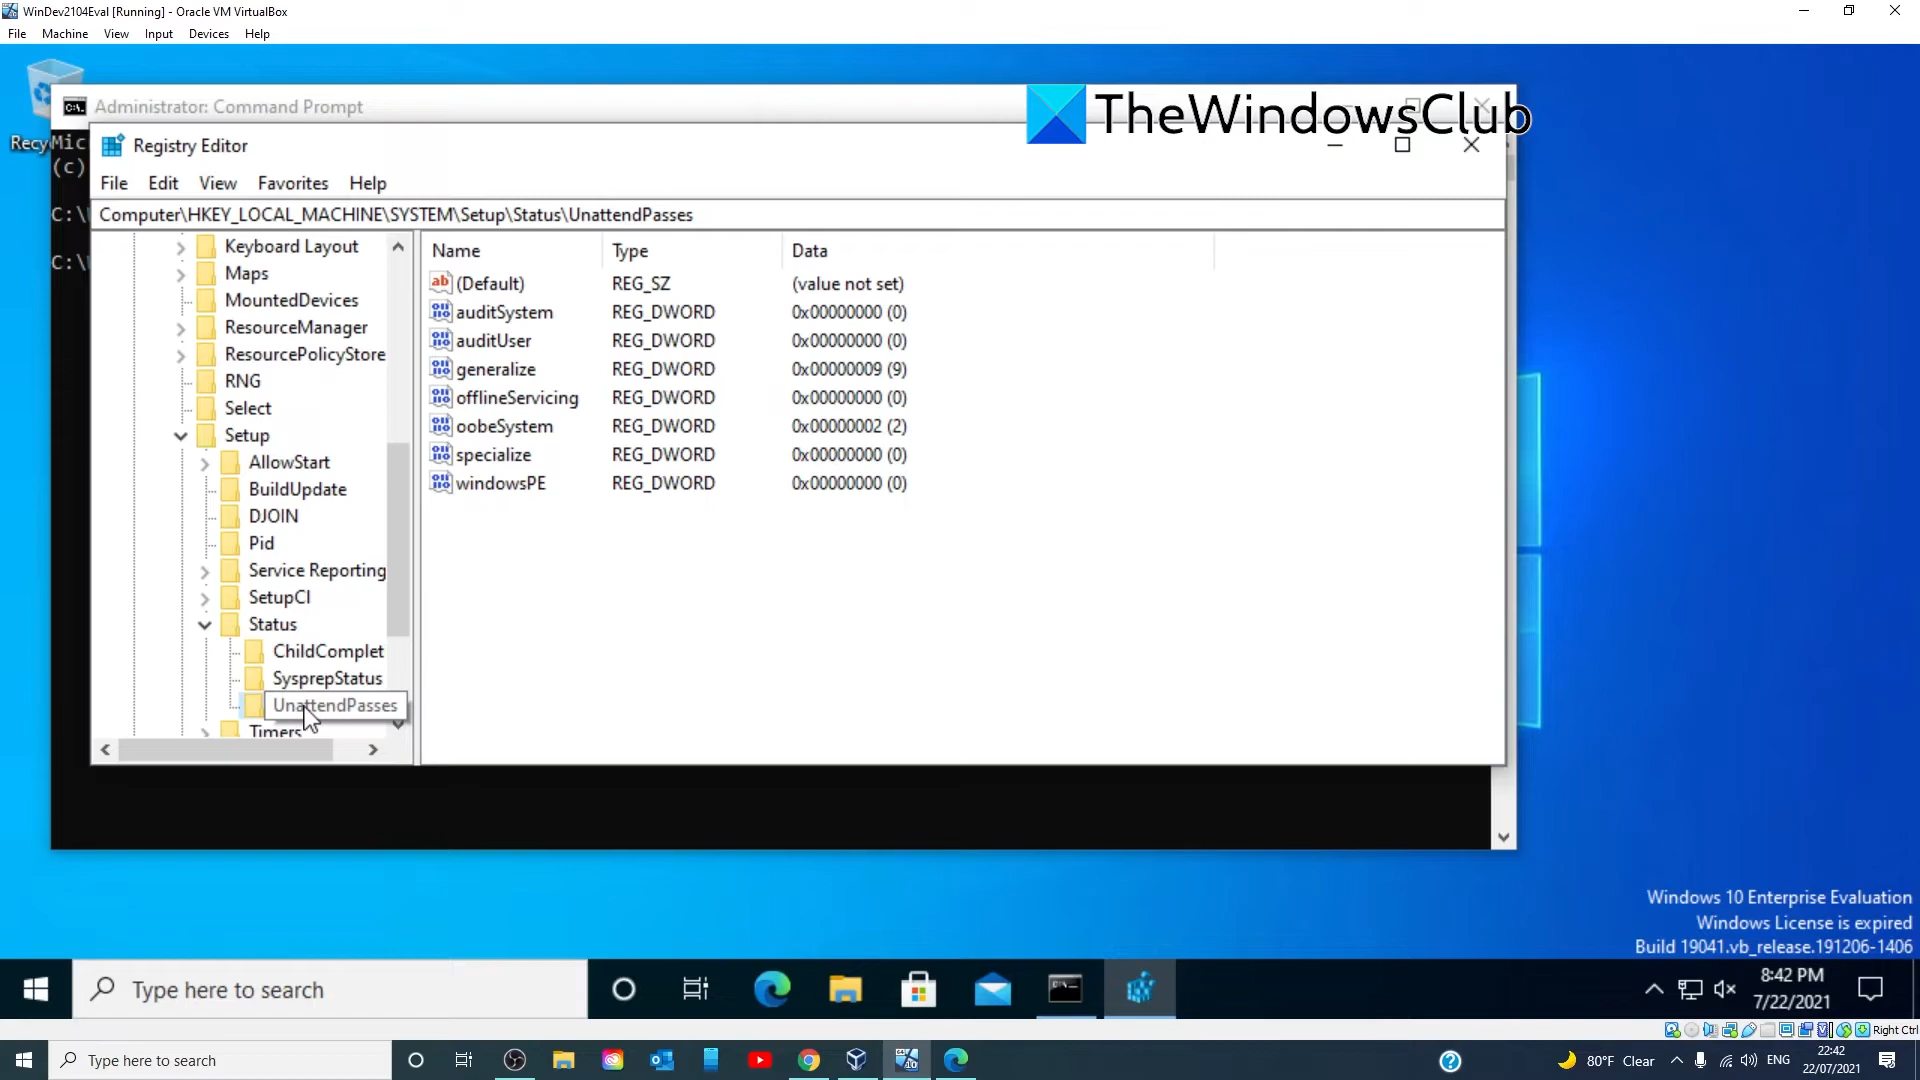 WinDev2104Eval [Running] - Oracle VM VirtualBox
File Machine View Input Devices Help
Administrator: Command Prompt
TheWindowsClub
Recy
Mic
(c)
C:\
C:\
Registry Editor
File Edit View Favorites Help
Computer\HKEY_LOCAL_MACHINE\SYSTEM\Setup\Status\UnattendPasses
Keyboard Layout
Maps
MountedDevices
ResourceManager
ResourcePolicyStore
RNG
Select
Setup
AllowStart
BuildUpdate
DJOIN
Pid
Service Reporting
SetupCl
Status
ChildComplet
SysprepStatus
UnattendPasses
Timers
Name Type Data
(Default) REG_SZ (value not set)
auditSystem REG_DWORD 0x00000000 (0)
auditUser REG_DWORD 0x00000000 (0)
generalize REG_DWORD 0x00000009 (9)
offlineServicing REG_DWORD 0x00000000 (0)
oobeSystem REG_DWORD 0x00000002 (2)
specialize REG_DWORD 0x00000000 (0)
windowsPE REG_DWORD 0x00000000 (0)
Windows 10 Enterprise Evaluation
Windows License is expired
Build 19041.vb_release.191206-1406
Type here to search
8:42 PM
7/22/2021
Right Ctrl
Type here to search
80°F Clear
ENG
22:42
22/07/2021